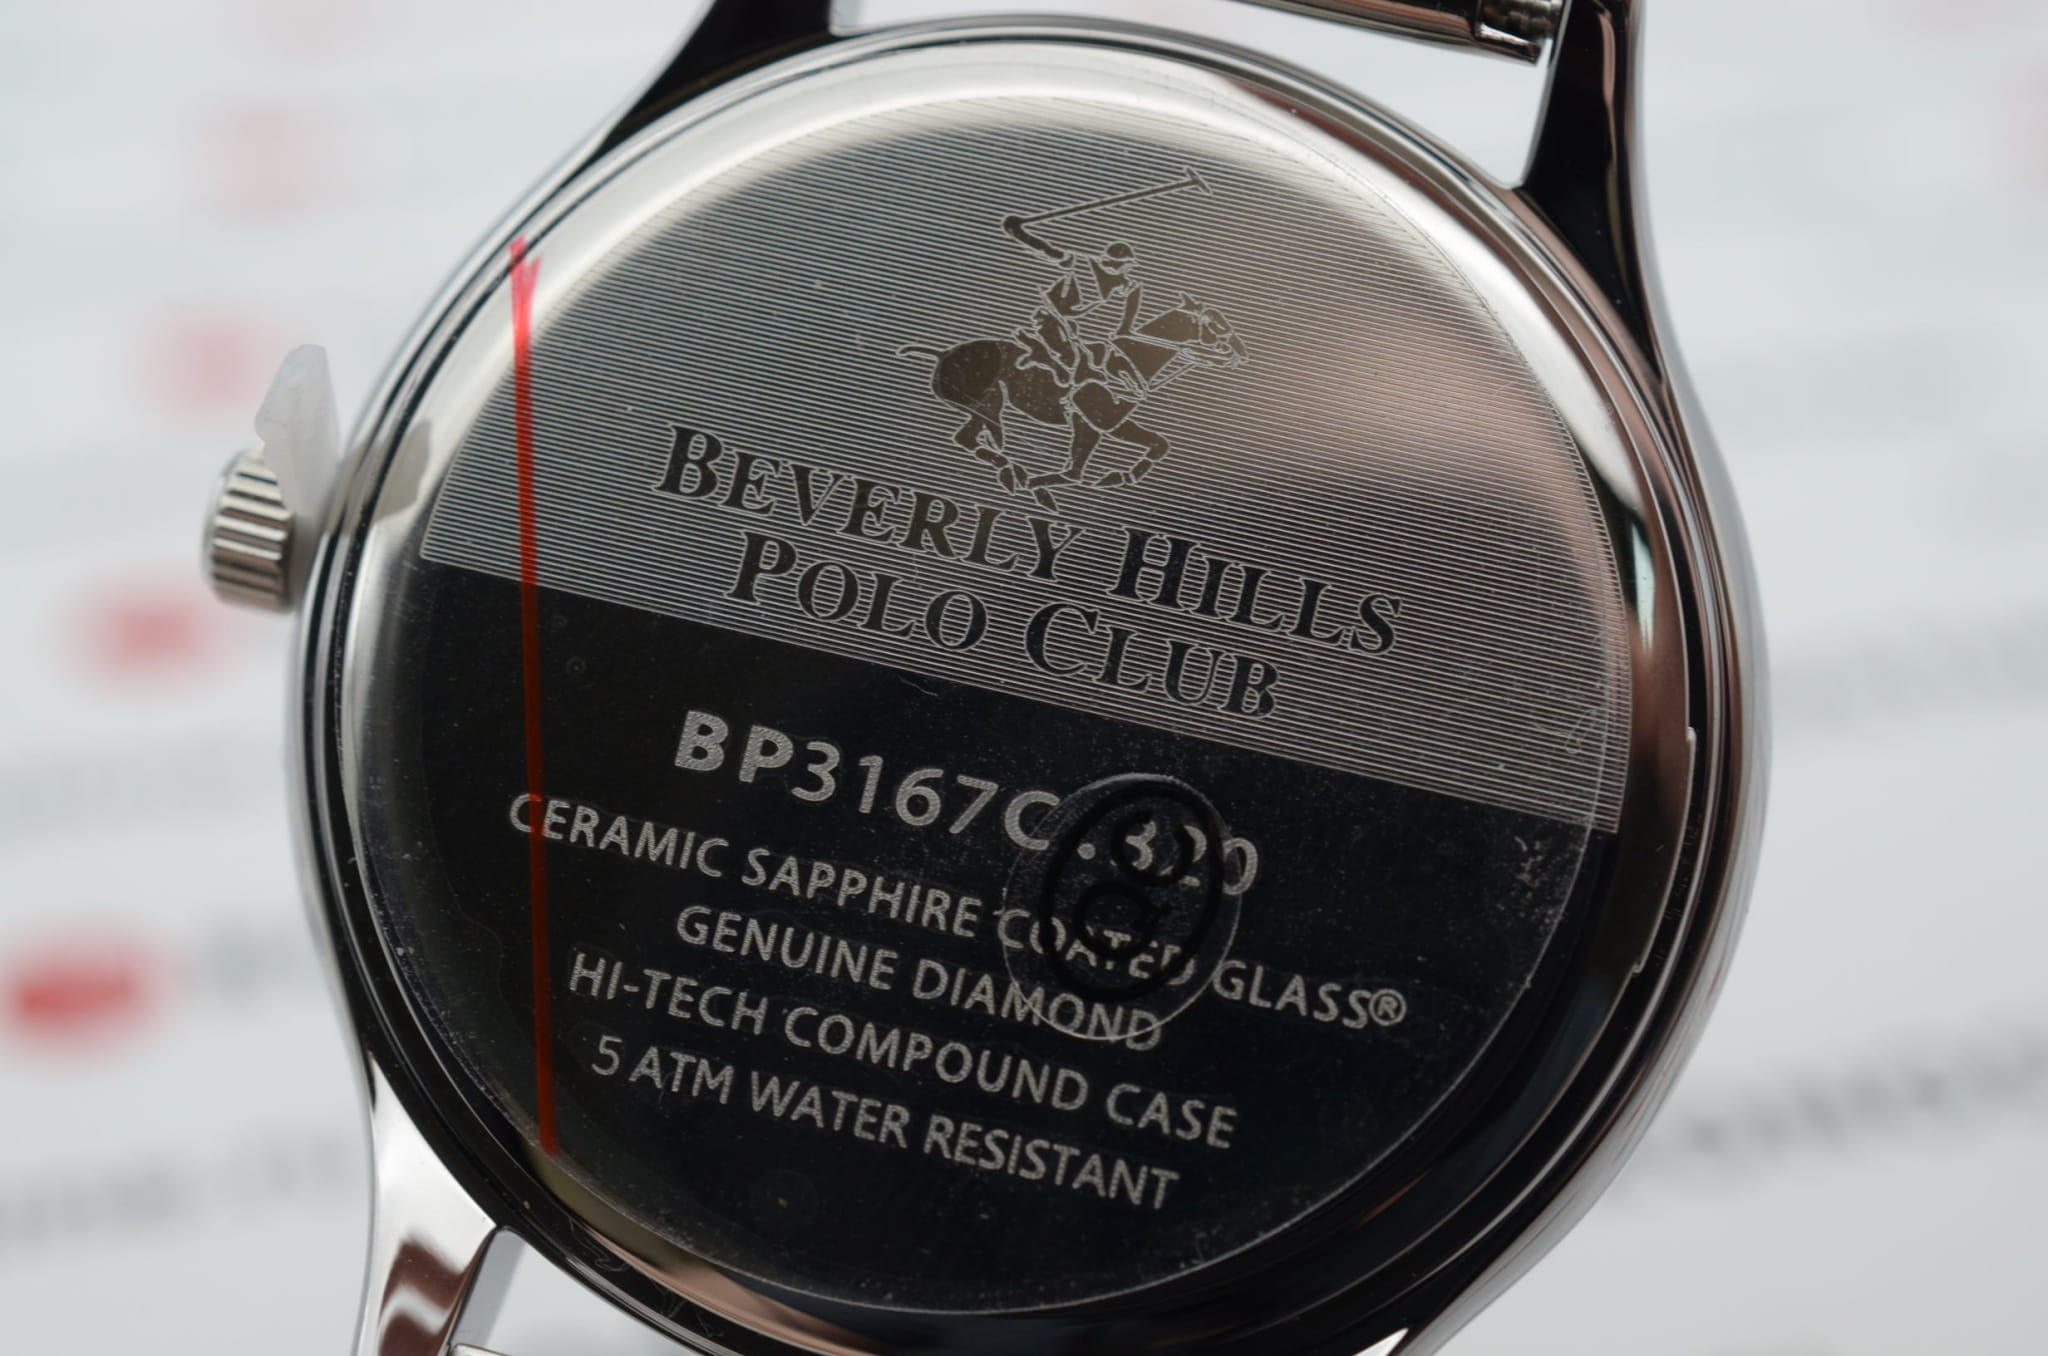 BEVERLY HILLS
POLO CLUB
BP3167C.320
CERAMIC SAPPHIRE COATED GLASS®
GENUINE DIAMOND
HI-TECH COMPOUND CASE
5 ATM WATER RESISTANT